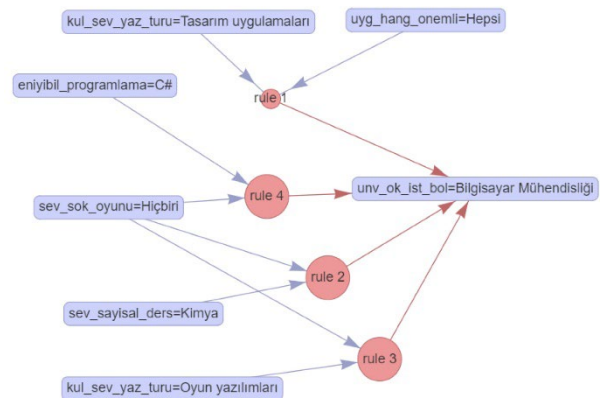 kul_sev_yaz_turu=Tasarım uygulamaları
uyg_hang_onemli=Hepsi
eniyibil_programlama=C#
rule 1
unv_ok_ist_bol=Bilgisayar Mühendisliği
rule 4
sev_sok_oyunu=Hiçbiri
rule 2
sev_sayisal_ders=Kimya
rule 3
kul_sev_yaz_turu=Oyun yazılımları